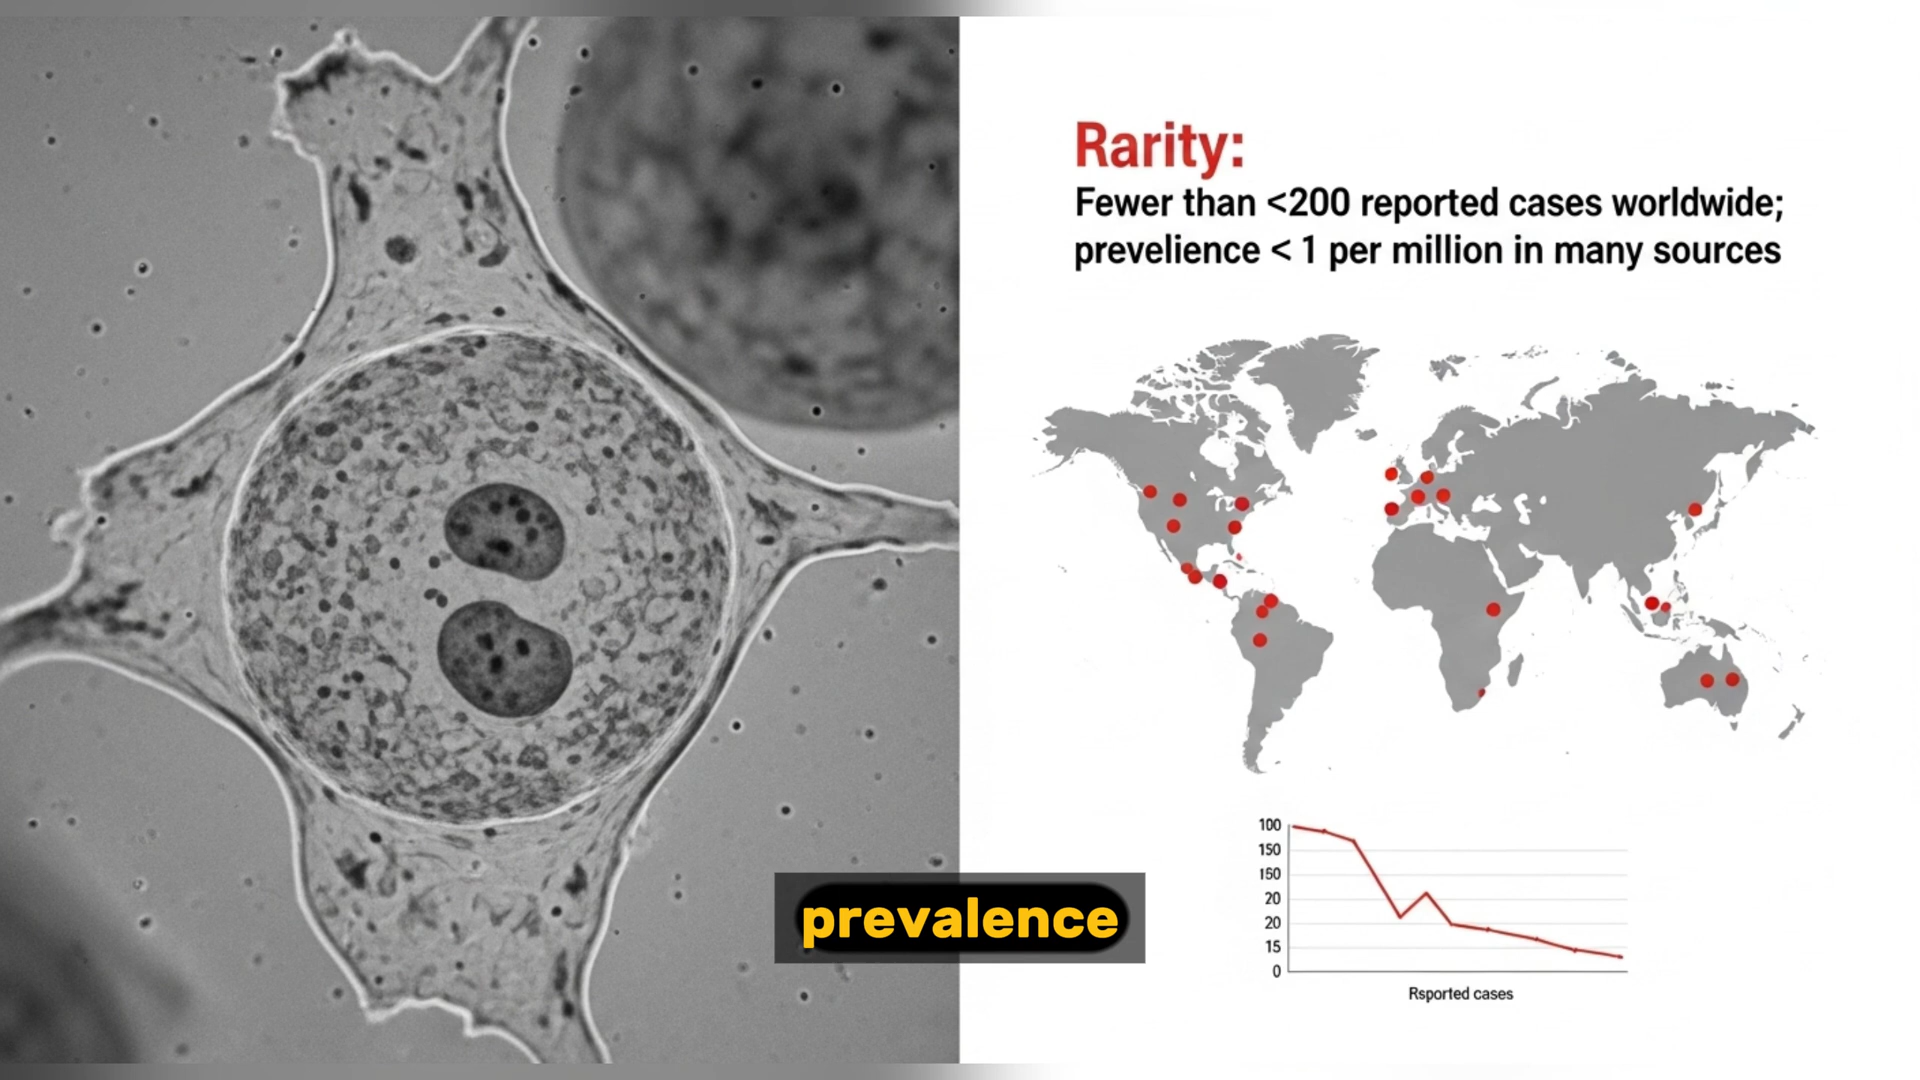 Rarity:
Fewer than <200 reported cases worldwide;
prevelience < 1 per million in many sources
100
150
150
20
20
15
0
Rsported cases
prevalence